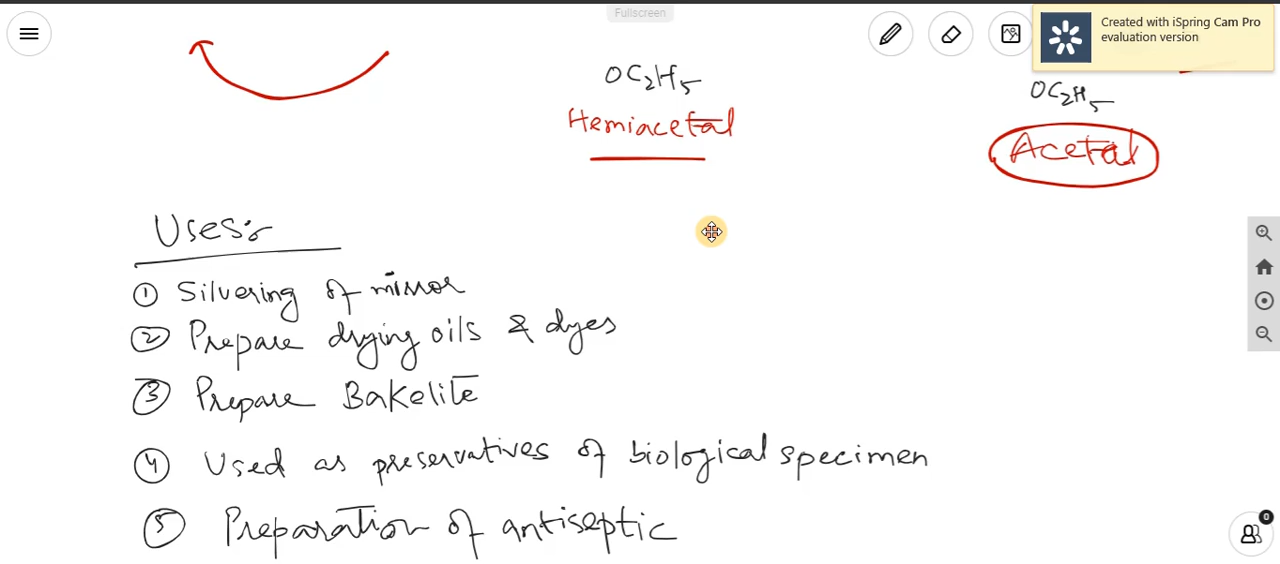 Fullscreen
Created with iSpring Cam Pro
evaluation version
OC2H5
Hemiacetal
OC2H5
Acetal
Uses:
① Silvering of mirror
② Prepare drying oils & dyes
③ Prepare Bakelite
④ Used as preservatives of biological specimen
⑤ Preparation of antiseptic
0